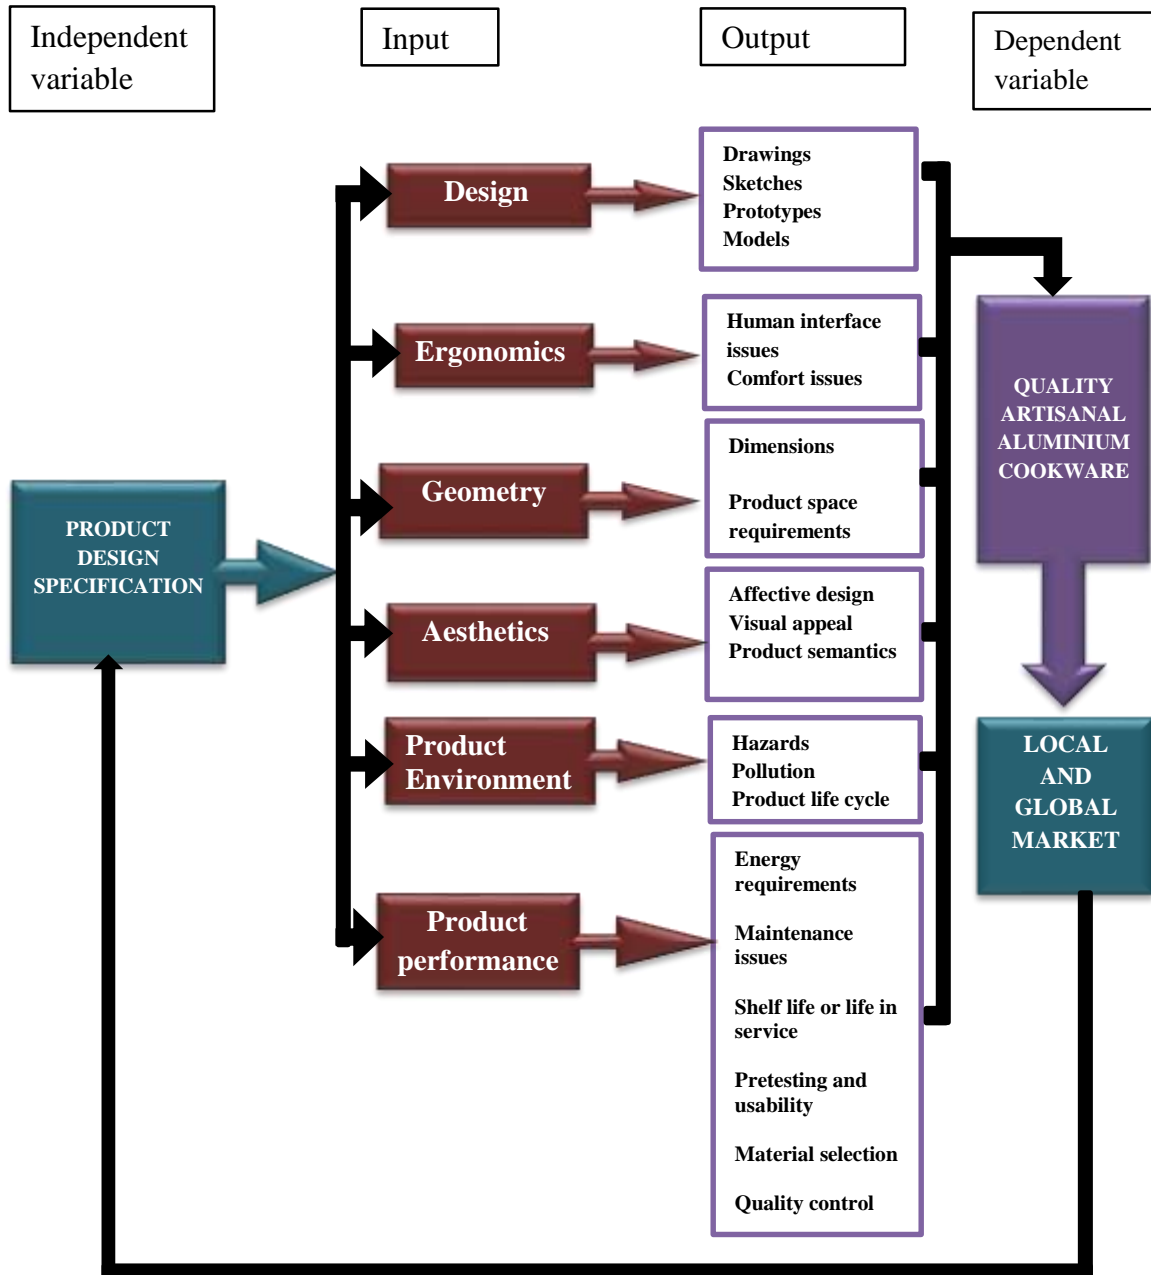 Independent
variable
Input
Output
Dependent
variable
Design
Drawings
Sketches
Prototypes
Models
Ergonomics
Human interface
issues
Comfort issues
Geometry
Dimensions
Product space
requirements
Aesthetics
Affective design
Visual appeal
Product semantics
Product
Environment
Hazards
Pollution
Product life cycle
Product
performance
Energy
requirements
Maintenance
issues
Shelf life or life in
service
Pretesting and
usability
Material selection
Quality control
PRODUCT
DESIGN
SPECIFICATION
QUALITY
ARTISANAL
ALUMINIUM
COOKWARE
LOCAL
AND
GLOBAL
MARKET